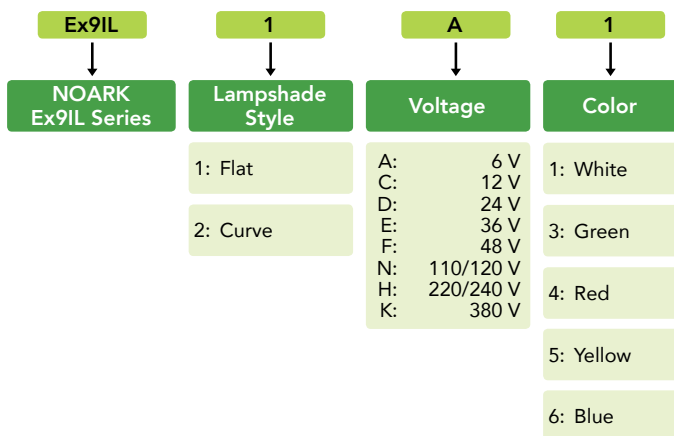 Ex9IL
1
A
1
NOARK
Ex9IL Series
Lampshade
Style
Voltage
Color
1: Flat
2: Curve
A: 6 V
C: 12 V
D: 24 V
E: 36 V
F: 48 V
N: 110/120 V
H: 220/240 V
K: 380 V
1: White
3: Green
4: Red
5: Yellow
6: Blue